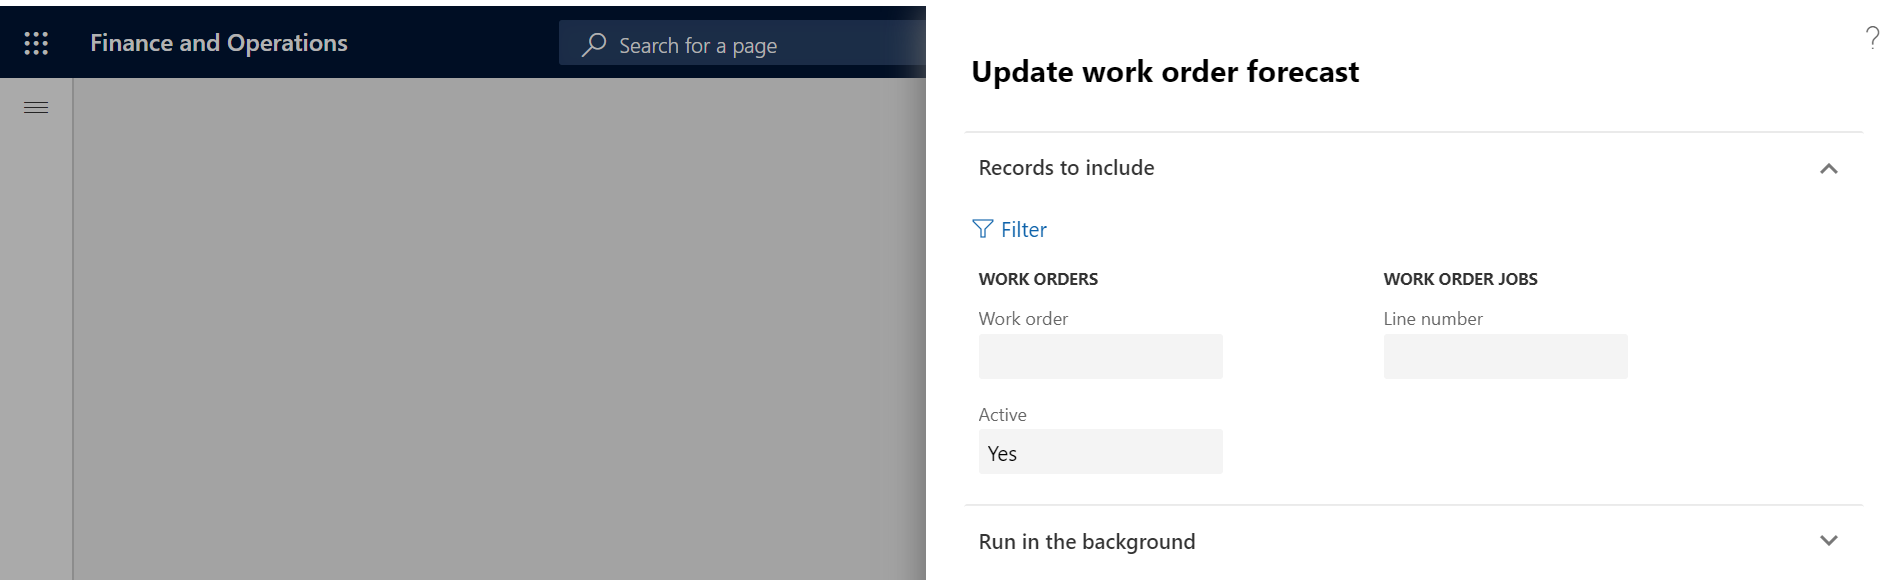 Finance and Operations
Search for a page
?
Update work order forecast
Records to include
Filter
WORK ORDERS
WORK ORDER JOBS
Work order
Line number
Active
Yes
Run in the background